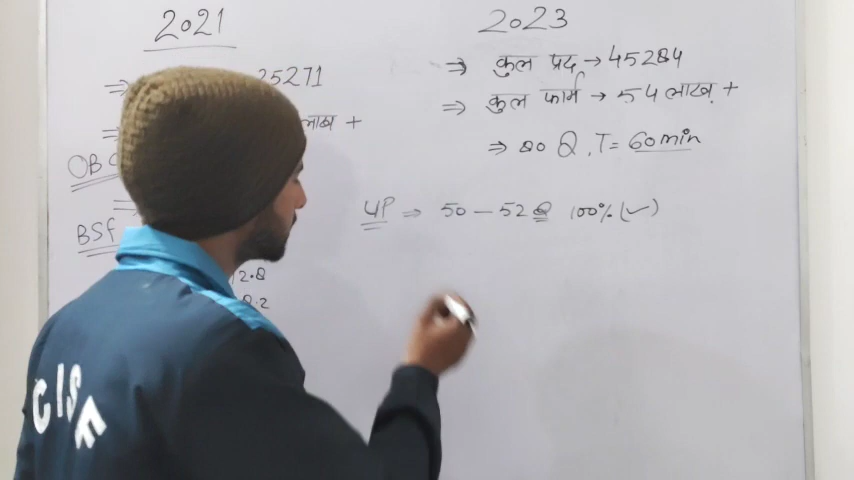 2021
⇒ 25271
⇒ लाख +
OBC
⇒
BSF
2.8
8.2
2023
⇒ कुल पद → 45284
⇒ कुल फार्म → 54 लाख +
⇒ 80 Q. T = 60 min
UP ⇒ 50 – 52 Q 100% (✓)
CISF